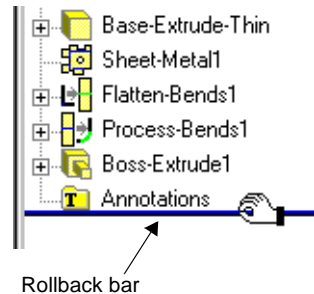 Base-Extrude-Thin
Sheet-Metal1
Flatten-Bends1
Process-Bends1
Boss-Extrude1
Annotations
Rollback bar